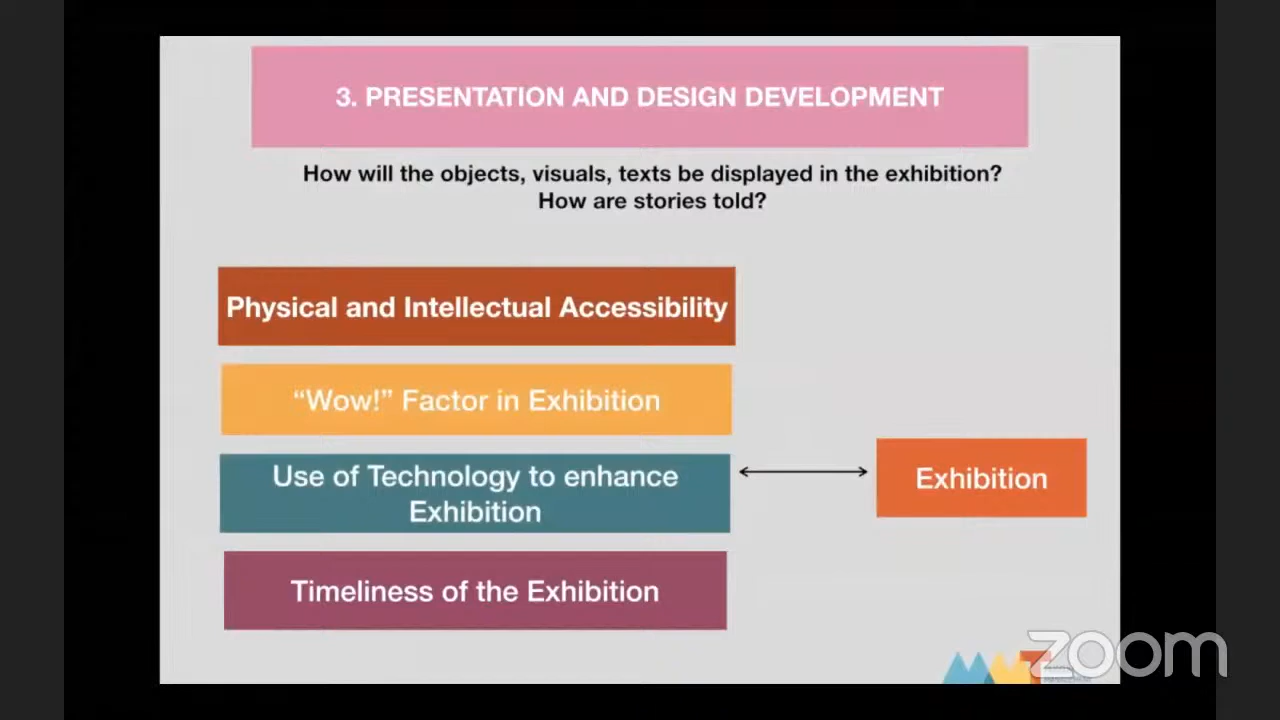 3. PRESENTATION AND DESIGN DEVELOPMENT
How will the objects, visuals, texts be displayed in the exhibition?
How are stories told?
Physical and Intellectual Accessibility
“Wow!” Factor in Exhibition
Use of Technology to enhance
Exhibition
Exhibition
Timeliness of the Exhibition
zoom